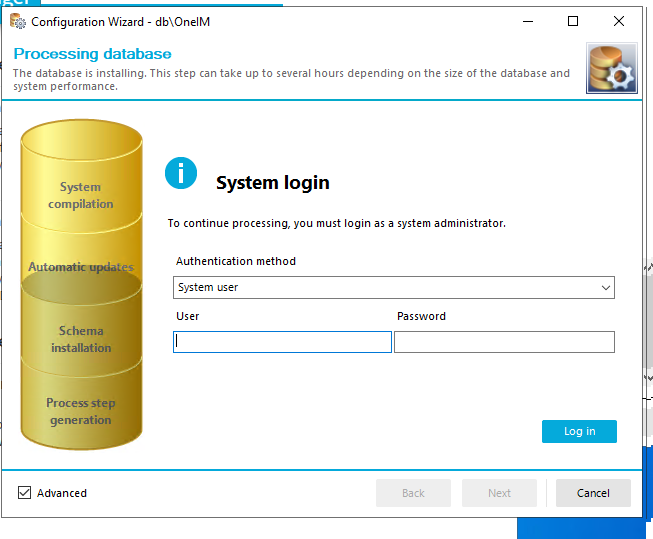 Configuration Wizard - db\OneIM
Processing database
The database is installing. This step can take up to several hours depending on the size of the database and
system performance.
System
compilation
Automatic updates
Schema
installation
Process step
generation
System login
To continue processing, you must login as a system administrator.
Authentication method
System user
User
Password
Log in
Advanced
Back
Next
Cancel